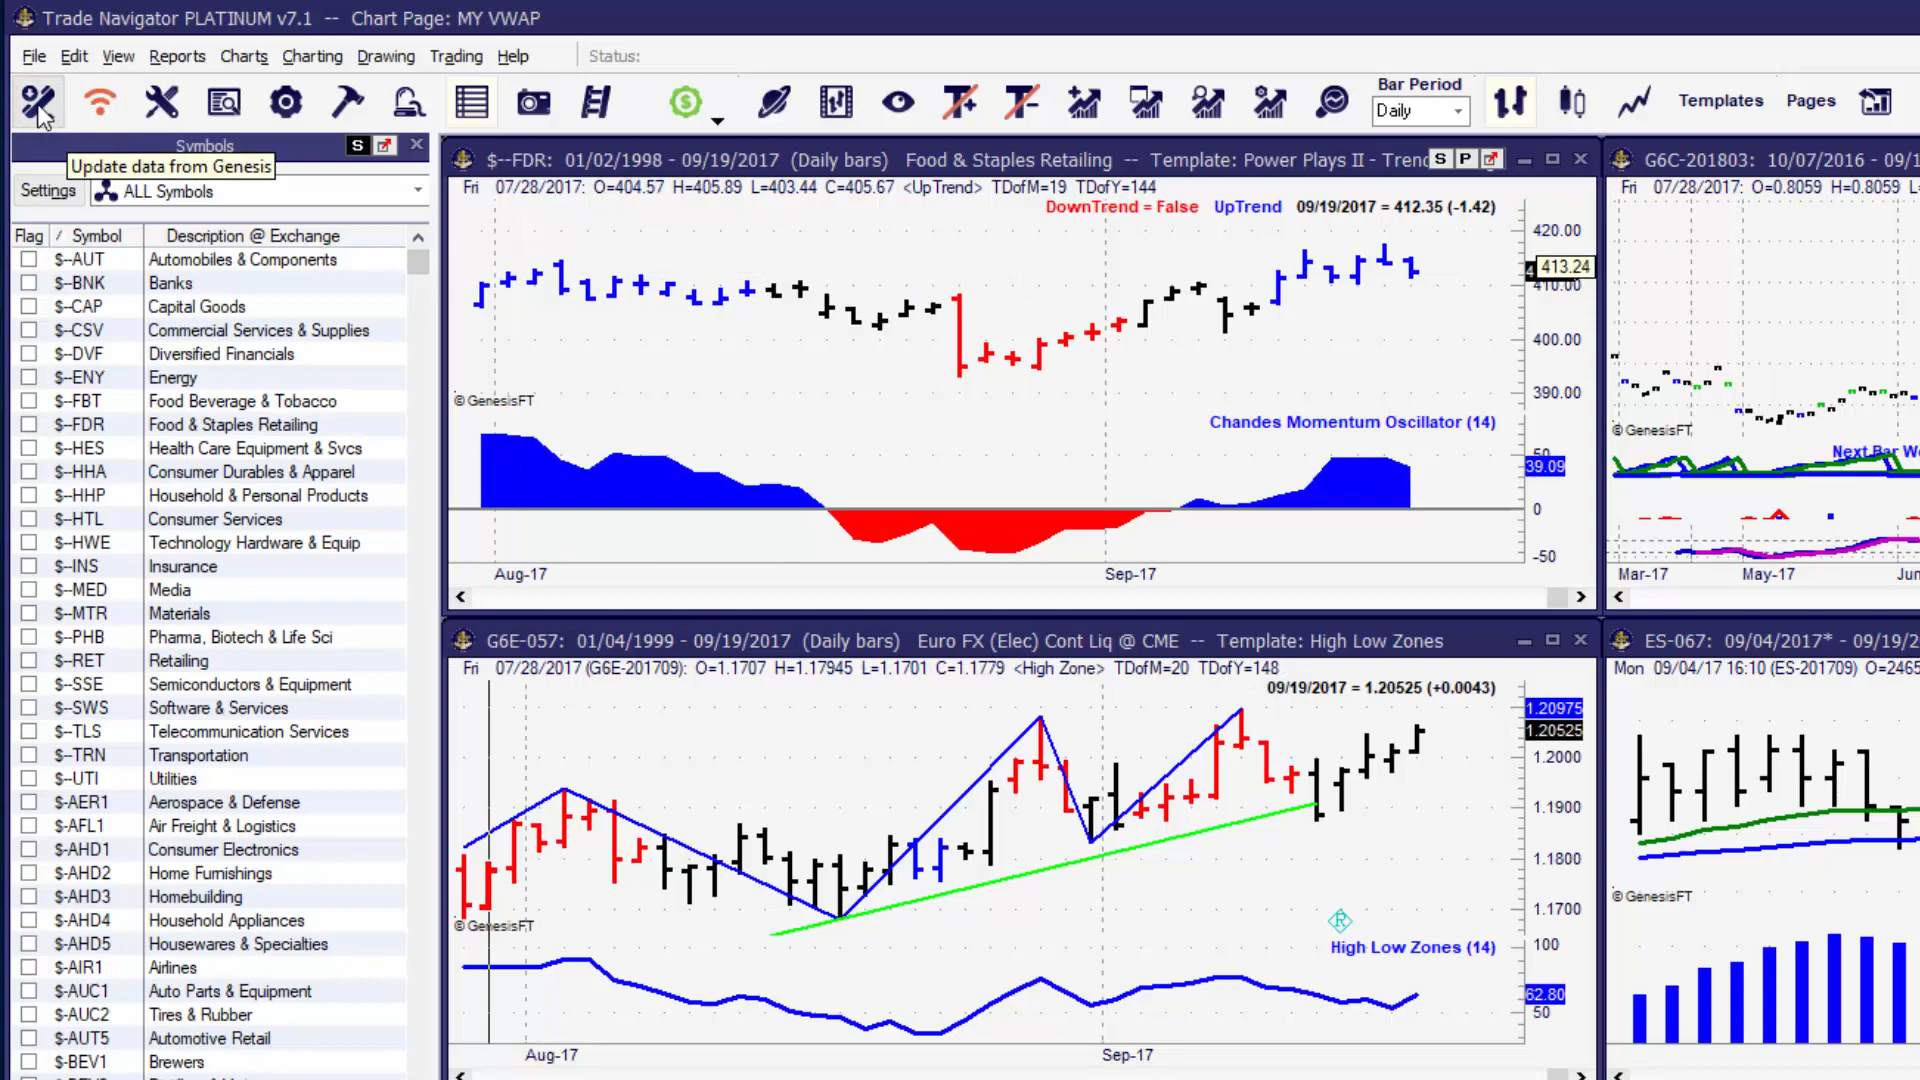 Trade Navigator PLATINUM v7.1 -- Chart Page: MY VWAP
File Edit View Reports Charts Charting Drawing Trading Help Status:
Bar Period
Daily
Templates Pages
Symbols S
Update data from Genesis
Settings ALL Symbols
Flag / Symbol Description @ Exchange
$--AUT Automobiles & Components
$--BNK Banks
$--CAP Capital Goods
$--CSV Commercial Services & Supplies
$--DVF Diversified Financials
$--ENY Energy
$--FBT Food Beverage & Tobacco
$--FDR Food & Staples Retailing
$--HES Health Care Equipment & Svcs
$--HHA Consumer Durables & Apparel
$--HHP Household & Personal Products
$--HTL Consumer Services
$--HWE Technology Hardware & Equip
$--INS Insurance
$--MED Media
$--MTR Materials
$--PHB Pharma, Biotech & Life Sci
$--RET Retailing
$--SSE Semiconductors & Equipment
$--SWS Software & Services
$--TLS Telecommunication Services
$--TRN Transportation
$--UTI Utilities
$-AER1 Aerospace & Defense
$-AFL1 Air Freight & Logistics
$-AHD1 Consumer Electronics
$-AHD2 Home Furnishings
$-AHD3 Homebuilding
$-AHD4 Household Appliances
$-AHD5 Housewares & Specialties
$-AIR1 Airlines
$-AUC1 Auto Parts & Equipment
$-AUC2 Tires & Rubber
$-AUT5 Automotive Retail
$-BEV1 Brewers
$--FDR: 01/02/1998 - 09/19/2017 (Daily bars) Food & Staples Retailing -- Template: Power Plays II - Trend S P
Fri 07/28/2017: O=404.57 H=405.89 L=403.44 C=405.67 <UpTrend> TDofM=19 TDofY=144
DownTrend = False UpTrend 09/19/2017 = 412.35 (-1.42)
420.00
413.24
410.00
400.00
390.00
© GenesisFT
Chandes Momentum Oscillator (14)
50
39.09
0
-50
Aug-17 Sep-17
G6C-201803: 10/07/2016 - 09/1
Fri 07/28/2017: O=0.8059 H=0.8059 L=
© GenesisFT
Next Bar W
Mar-17 May-17 Jun
G6E-057: 01/04/1999 - 09/19/2017 (Daily bars) Euro FX (Elec) Cont Liq @ CME -- Template: High Low Zones
Fri 07/28/2017 (G6E-201709): O=1.1707 H=1.17945 L=1.1701 C=1.1779 <High Zone> TDofM=20 TDofY=148
09/19/2017 = 1.20525 (+0.0043)
1.20975
1.20525
1.2000
1.1900
1.1800
1.1700
© GenesisFT
R
High Low Zones (14)
100
62.80
50
Aug-17 Sep-17
ES-067: 09/04/2017* - 09/19/2
Mon 09/04/17 16:10 (ES-201709) O=2465
© GenesisFT